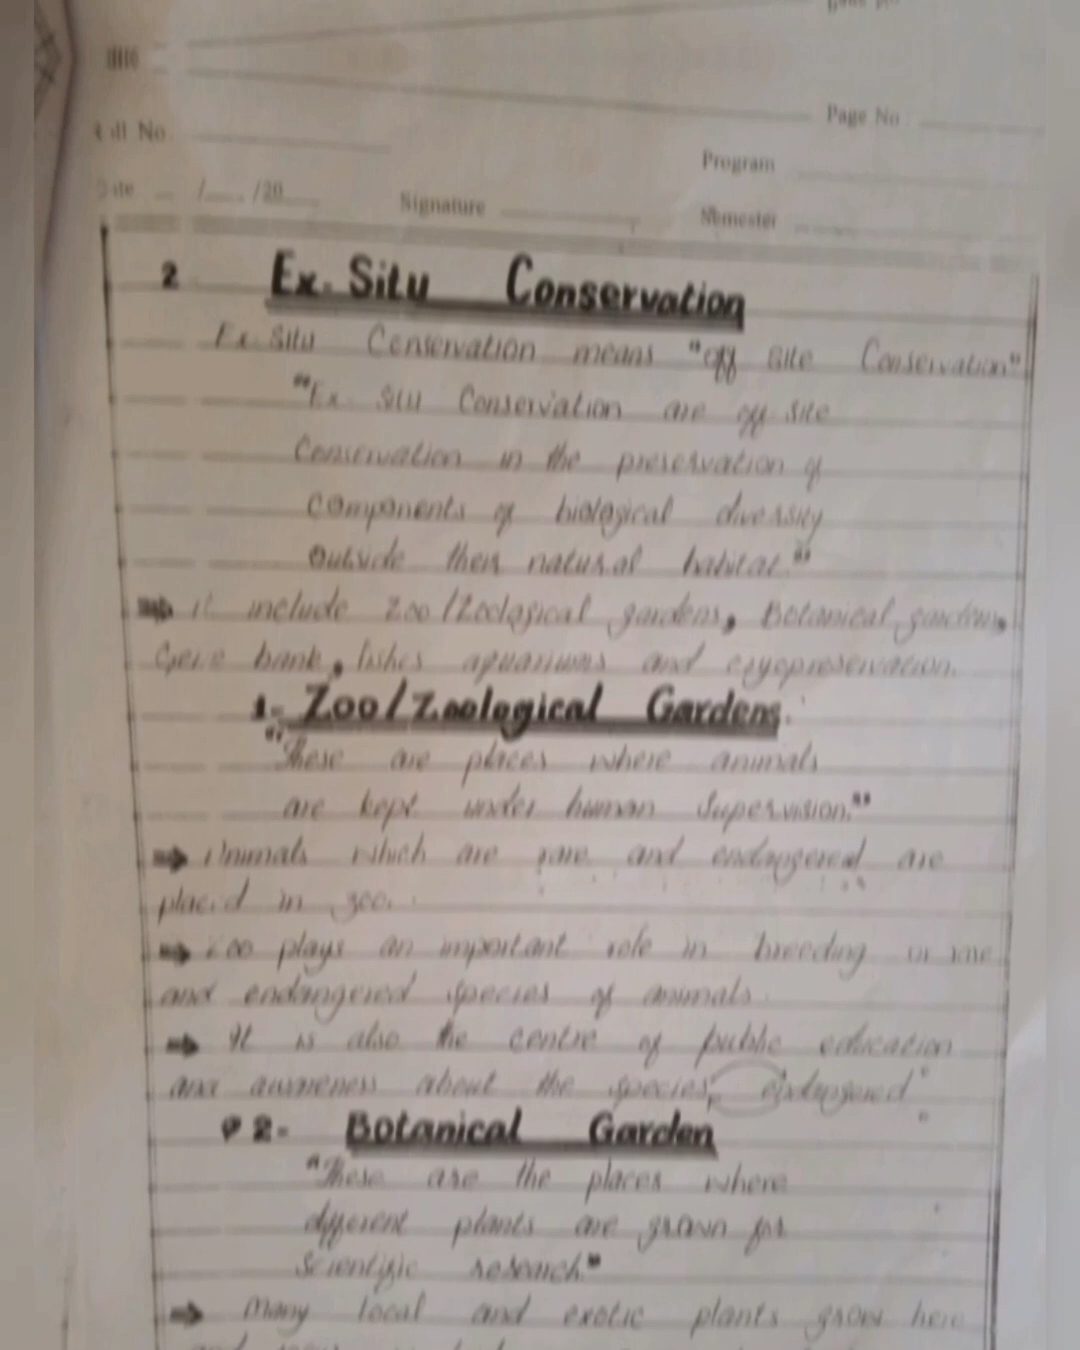 Page No
ll No
Program
/ /20
Signature
Semester
2 Ex. Situ Conservation
Ex. Situ Conservation means "off site Conservation"
"Ex. Situ Conservation are off site
Conservation in the preservation of
Components of biological diversity
Outside their natural habitat."
➡ it include Zoo/Zoological gardens, Botanical gardens,
Gene bank, fishes aquariums and cryopreservation.
1- Zoo/Zoological Gardens.
"These are places where animals
are kept under human Supervision."
➡ Animals which are rare and endangered are
placed in zoo.
➡ Zoo plays an important role in breeding rare
and endangered species of animals.
➡ It is also the centre of public education
and awareness about the species, endangered
2- Botanical Garden
"These are the places where
different plants are grown for
Scientific research"
➡ Many local and exotic plants grow here
and